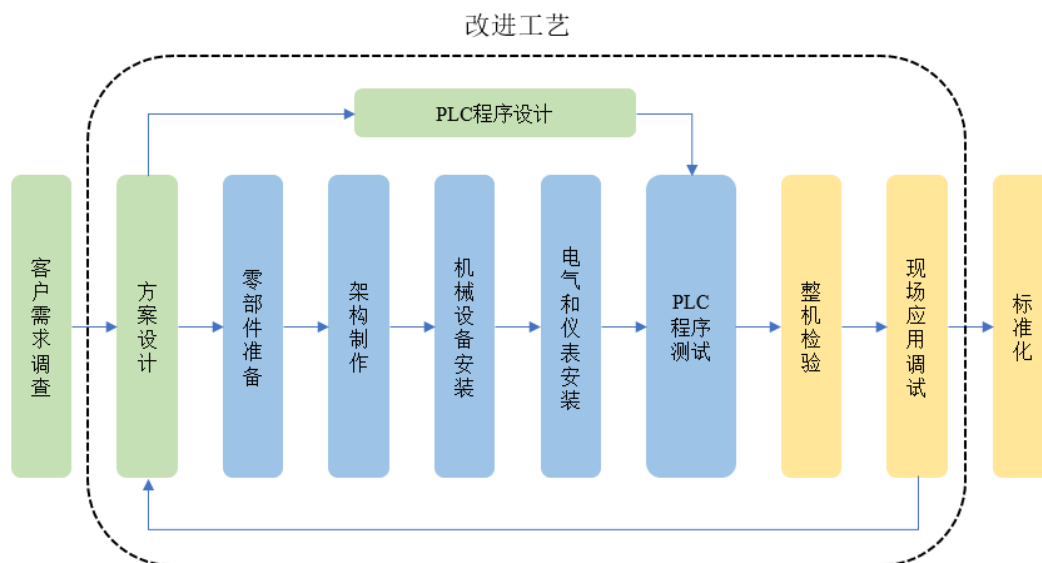 改进工艺
PLC程序设计
客户需求调查
方案设计
零部件准备
架构制作
机械设备安装
电气和仪表安装
PLC
程序
测试
整机检验
现场应用调试
标准化